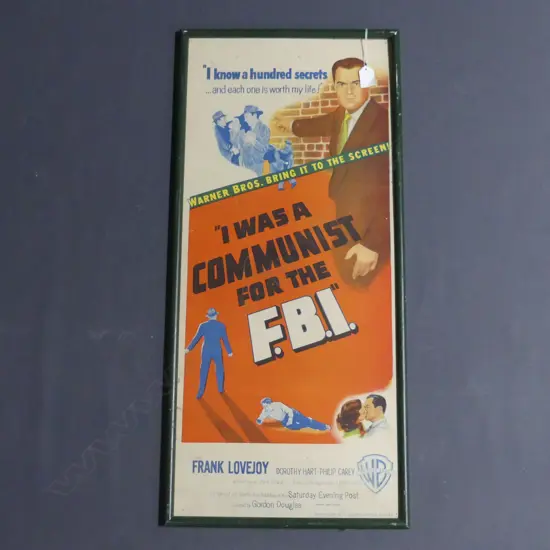 "I know a hundred secrets
...and each one is worth my life!"
WARNER BROS. BRING IT TO THE SCREEN!
"I WAS A
COMMUNIST
FOR THE
F.B.I."
FRANK LOVEJOY DOROTHY HART·PHILIP CAREY
Saturday Evening Post
Gordon Douglas
WB